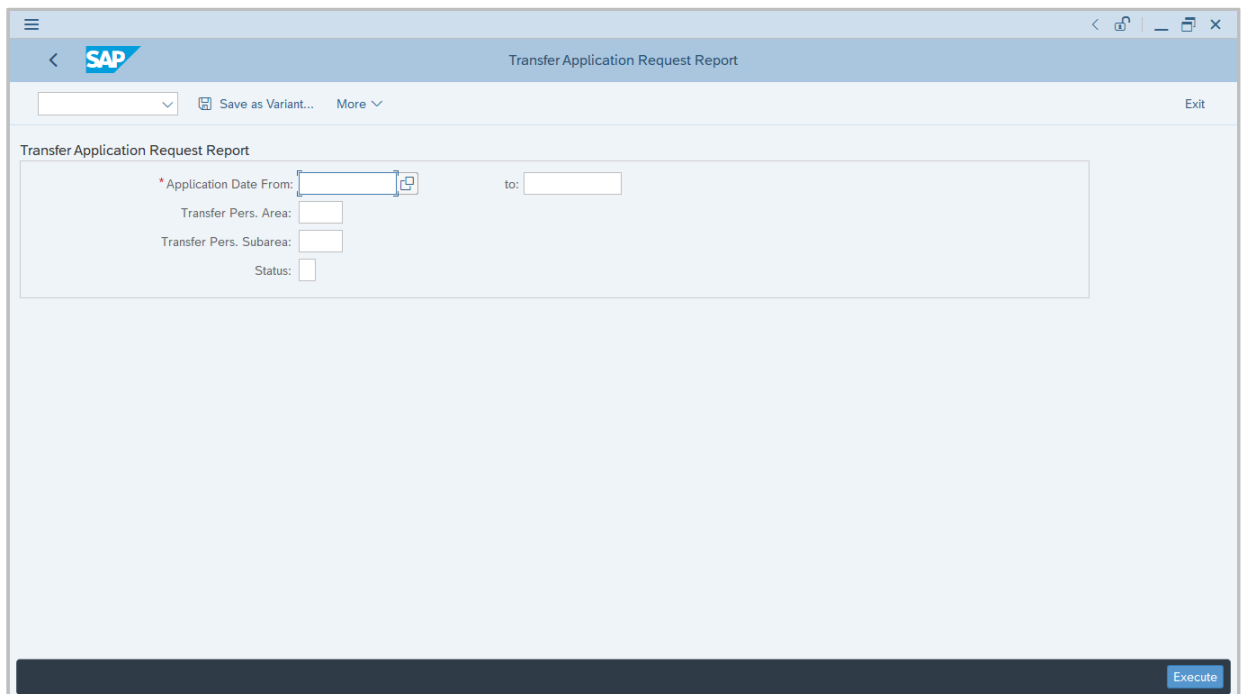 SAP
Transfer Application Request Report
Save as Variant... More Exit
Transfer Application Request Report
* Application Date From: to:
Transfer Pers. Area:
Transfer Pers. Subarea:
Status:
Execute